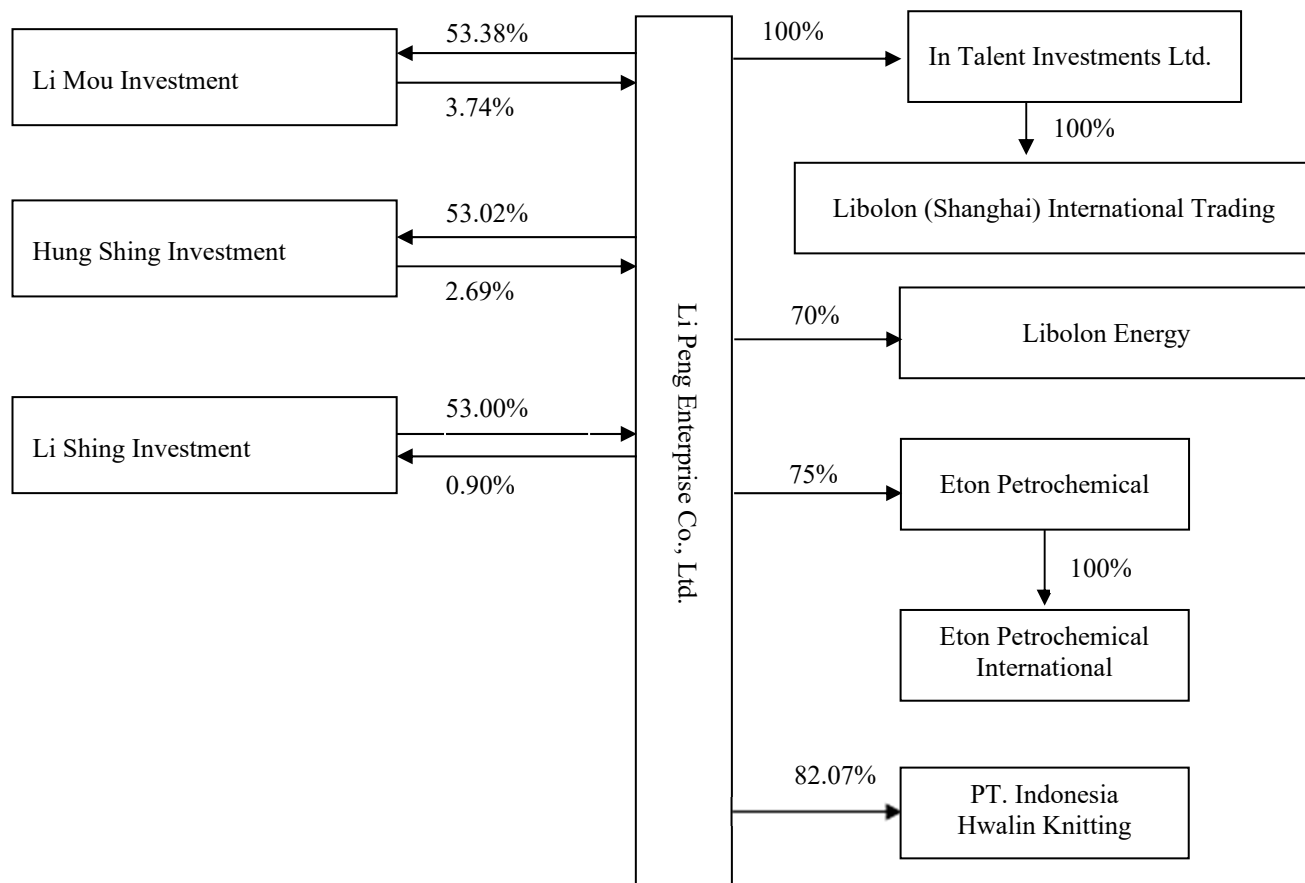 53.38%
Li Mou Investment
3.74%
53.02%
Hung Shing Investment
2.69%
53.00%
Li Shing Investment
0.90%
Li Peng Enterprise Co., Ltd.
100%
In Talent Investments Ltd.
100%
Libolon (Shanghai) International Trading
70%
Libolon Energy
75%
Eton Petrochemical
100%
Eton Petrochemical
International
82.07%
PT. Indonesia
Hwalin Knitting